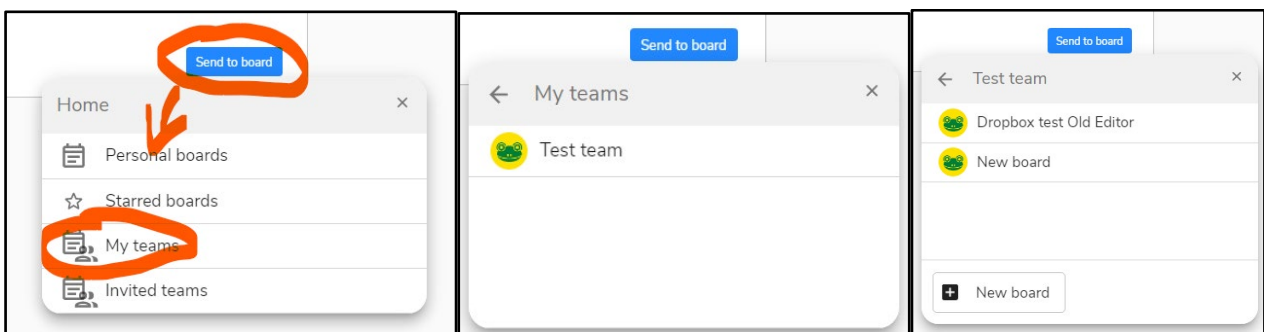 Send to board
Home
Personal boards
Starred boards
My teams
Invited teams
Send to board
My teams
Test team
Send to board
Test team
Dropbox test Old Editor
New board
New board